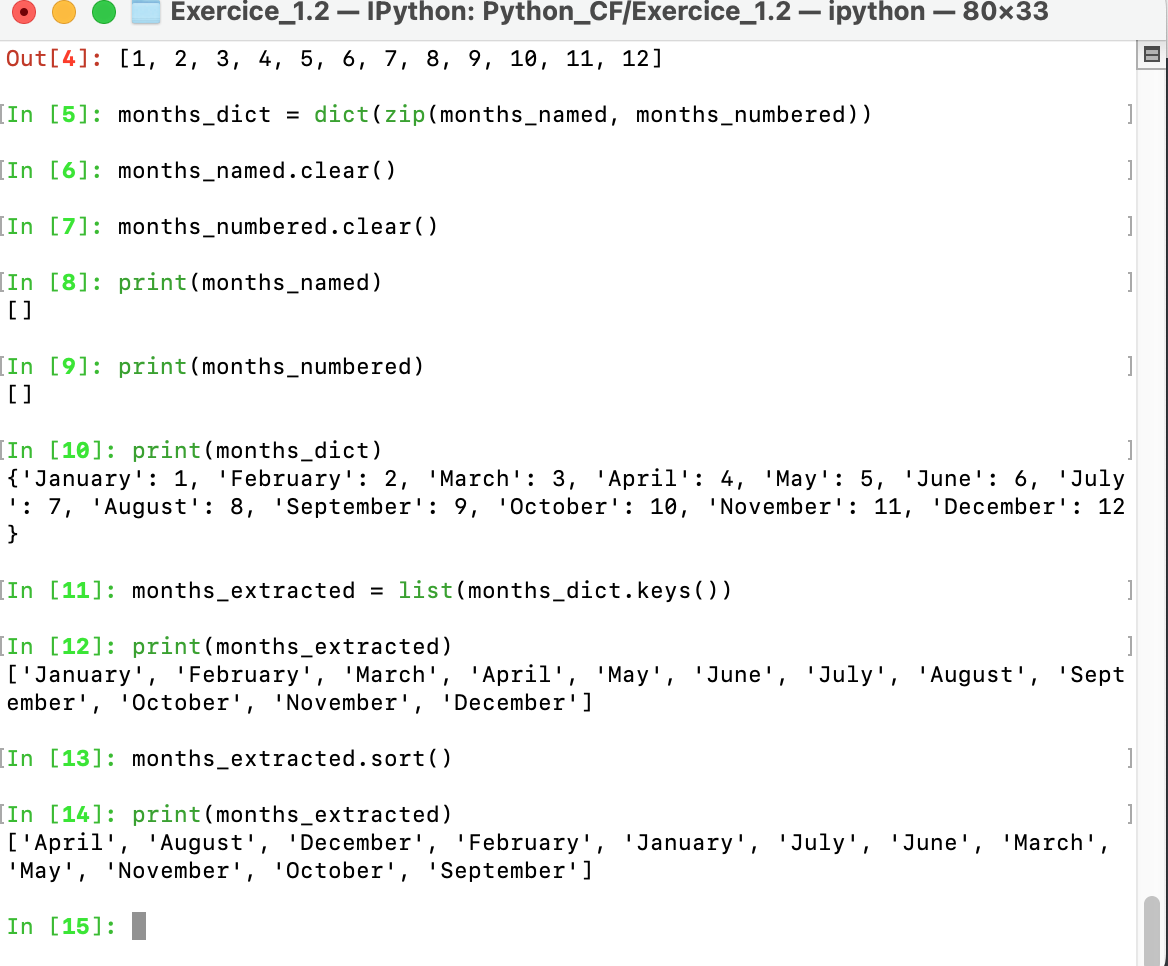 Exercice_1.2 — IPython: Python_CF/Exercice_1.2 — ipython — 80×33
Out[4]: [1, 2, 3, 4, 5, 6, 7, 8, 9, 10, 11, 12]
[In [5]: months_dict = dict(zip(months_named, months_numbered)) ]
[In [6]: months_named.clear() ]
[In [7]: months_numbered.clear() ]
[In [8]: print(months_named) ]
[]
[In [9]: print(months_numbered) ]
[]
[In [10]: print(months_dict) ]
{'January': 1, 'February': 2, 'March': 3, 'April': 4, 'May': 5, 'June': 6, 'July
': 7, 'August': 8, 'September': 9, 'October': 10, 'November': 11, 'December': 12
}
[In [11]: months_extracted = list(months_dict.keys()) ]
[In [12]: print(months_extracted) ]
['January', 'February', 'March', 'April', 'May', 'June', 'July', 'August', 'Sept
ember', 'October', 'November', 'December']
[In [13]: months_extracted.sort() ]
[In [14]: print(months_extracted) ]
['April', 'August', 'December', 'February', 'January', 'July', 'June', 'March',
'May', 'November', 'October', 'September']
In [15]: